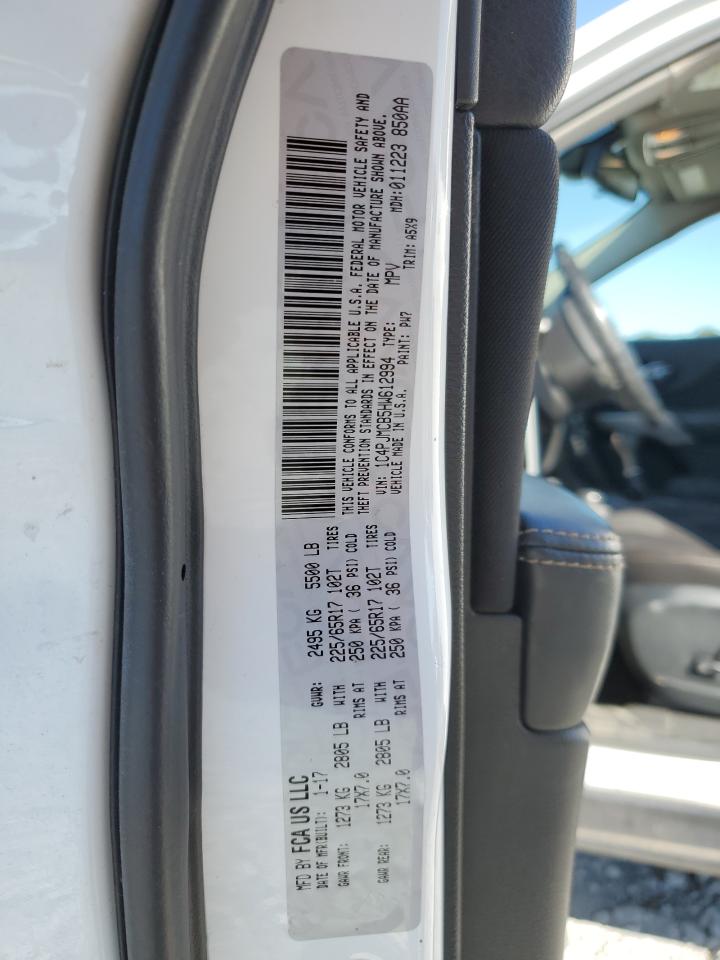 MFD BY FCA US LLC
DATE OF MFR(BUILT): 1-17 GVWR: 2495 KG 5500 LB
GAWR FRONT: 1273 KG 2805 LB WITH 225/65R17 102T TIRES
17X7.0 RIMS AT 250 KPA ( 36 PSI) COLD
GAWR REAR: 1273 KG 2805 LB WITH 225/65R17 102T TIRES
17X7.0 RIMS AT 250 KPA ( 36 PSI) COLD
THIS VEHICLE CONFORMS TO ALL APPLICABLE U.S.A. FEDERAL MOTOR VEHICLE SAFETY AND
THEFT PREVENTION STANDARDS IN EFFECT ON THE DATE OF MANUFACTURE SHOWN ABOVE.
VIN: 1C4PJMCB5HW612994 TYPE: MPV MDH:011223 850AA
VEHICLE MADE IN U.S.A. PAINT: PW7 TRIM: A5X9